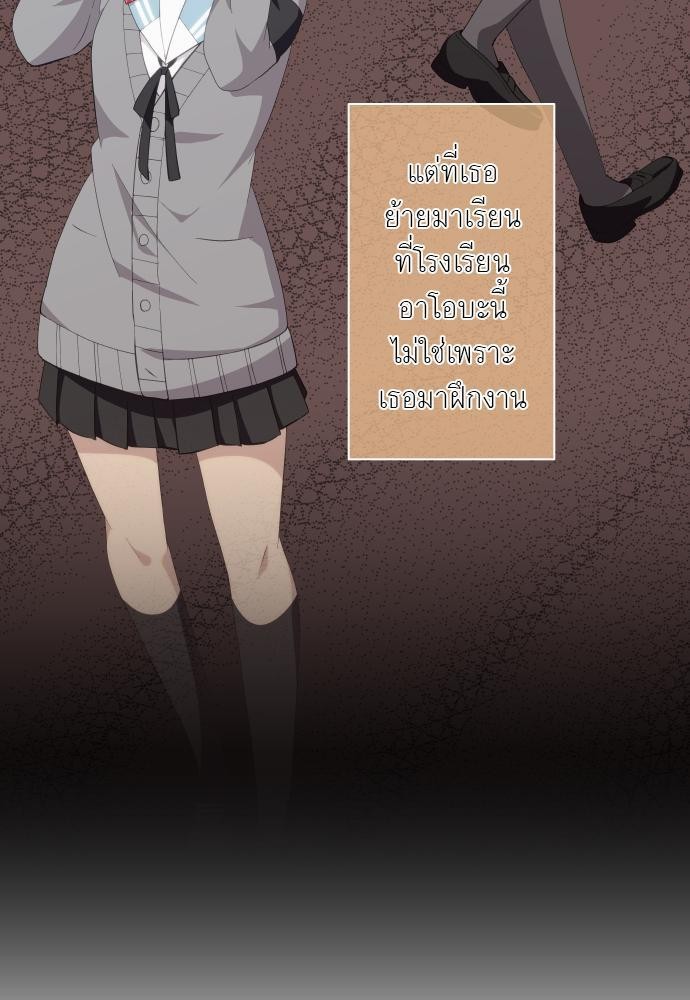 แต่ที่เธอ
ย้ายมาเรียน
ที่โรงเรียน
อาโอบะนี้
ไม่ใช่เพราะ
เธอมาฝึกงาน